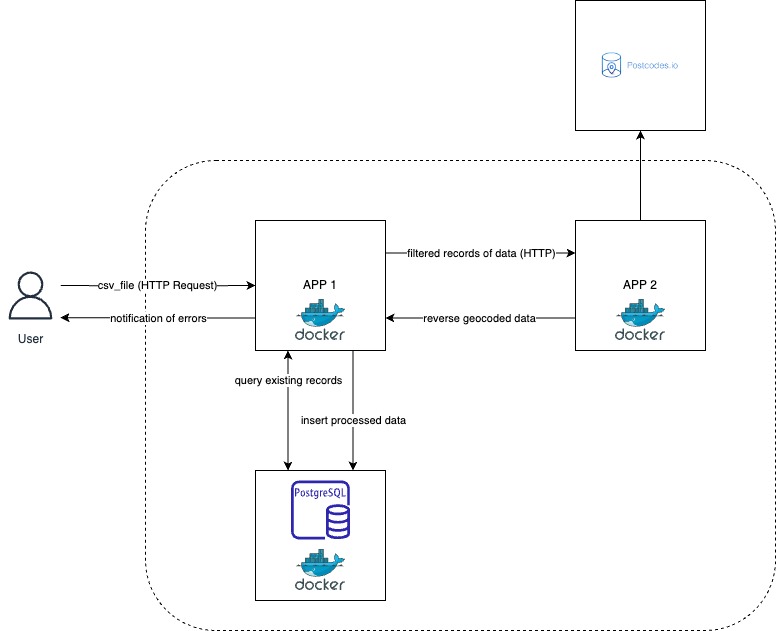 Postcodes.io
filtered records of data (HTTP)
csv_file (HTTP Request)
APP 1
APP 2
docker
docker
notification of errors
reverse geocoded data
User
query existing records
insert processed data
PostgreSQL
docker